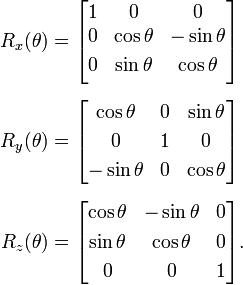 R_x(θ) = [1 0 0
0 cos θ − sin θ
0 sin θ cos θ]
R_y(θ) = [cos θ 0 sin θ
0 1 0
− sin θ 0 cos θ]
R_z(θ) = [cos θ − sin θ 0
sin θ cos θ 0
0 0 1].